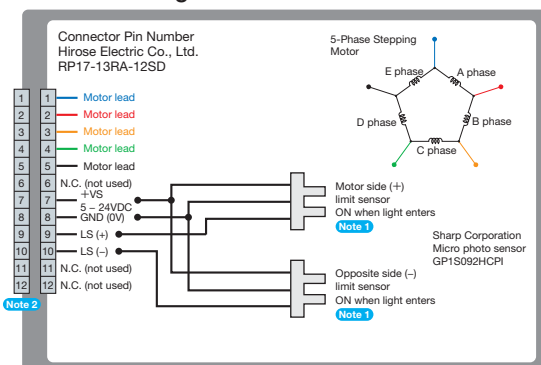 Connector Pin Number
Hirose Electric Co., Ltd.
RP17-13RA-12SD
5-Phase Stepping
Motor
E phase
A phase
D phase
B phase
C phase
1 1 Motor lead
2 2 Motor lead
3 3 Motor lead
4 4 Motor lead
5 5 Motor lead
6 6 N.C. (not used)
7 7 +VS
5 – 24VDC
8 8 GND (0V)
9 9 LS (+)
10 10 LS (–)
11 11 N.C. (not used)
12 12 N.C. (not used)
Note 2
Motor side (+)
limit sensor
ON when light enters
Note 1
Sharp Corporation
Micro photo sensor
GP1S092HCPI
Opposite side (–)
limit sensor
ON when light enters
Note 1